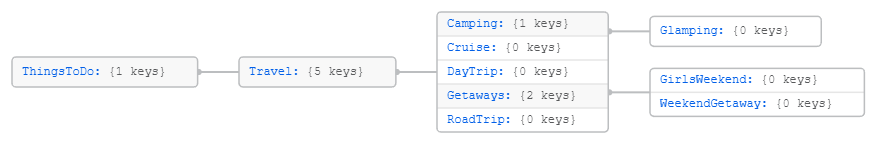 ThingsToDo: {1 keys}
Travel: {5 keys}
Camping: {1 keys}
Cruise: {0 keys}
DayTrip: {0 keys}
Getaways: {2 keys}
RoadTrip: {0 keys}
Glamping: {0 keys}
GirlsWeekend: {0 keys}
WeekendGetaway: {0 keys}